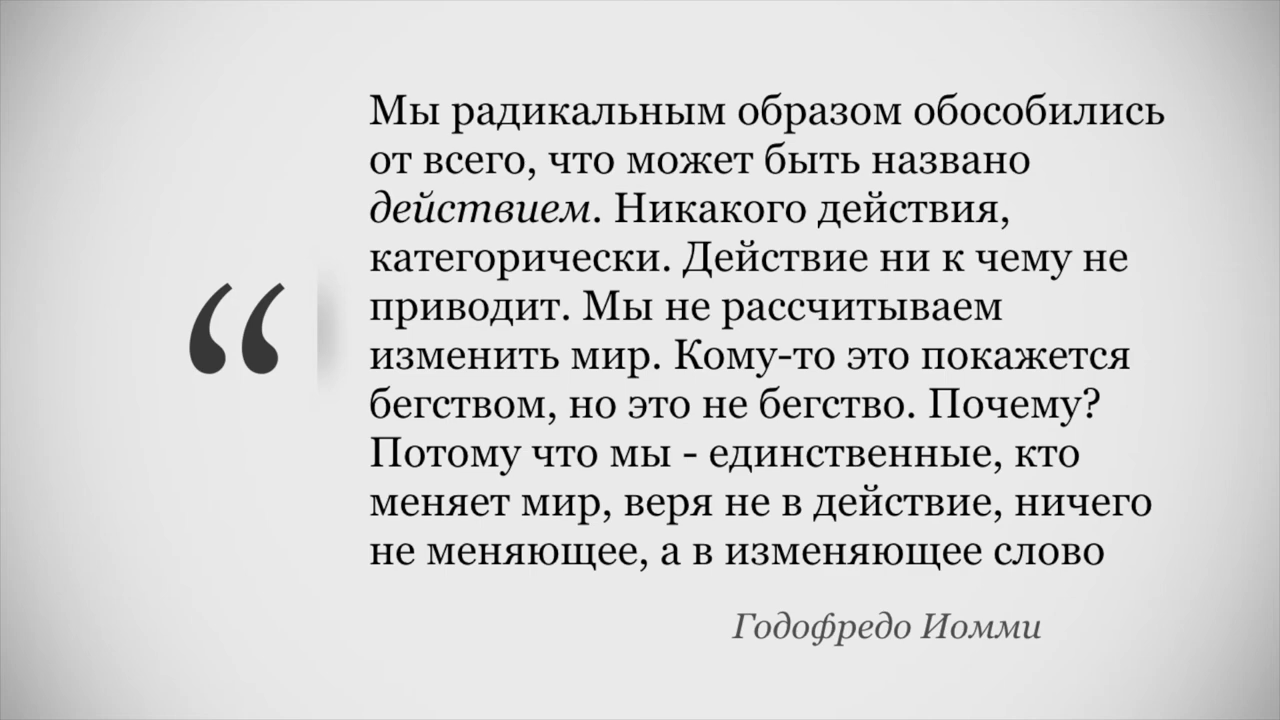 “
Мы радикальным образом обособились
от всего, что может быть названо
действием. Никакого действия,
категорически. Действие ни к чему не
приводит. Мы не рассчитываем
изменить мир. Кому-то это покажется
бегством, но это не бегство. Почему?
Потому что мы - единственные, кто
меняет мир, веря не в действие, ничего
не меняющее, а в изменяющее слово
Годофредо Иомми